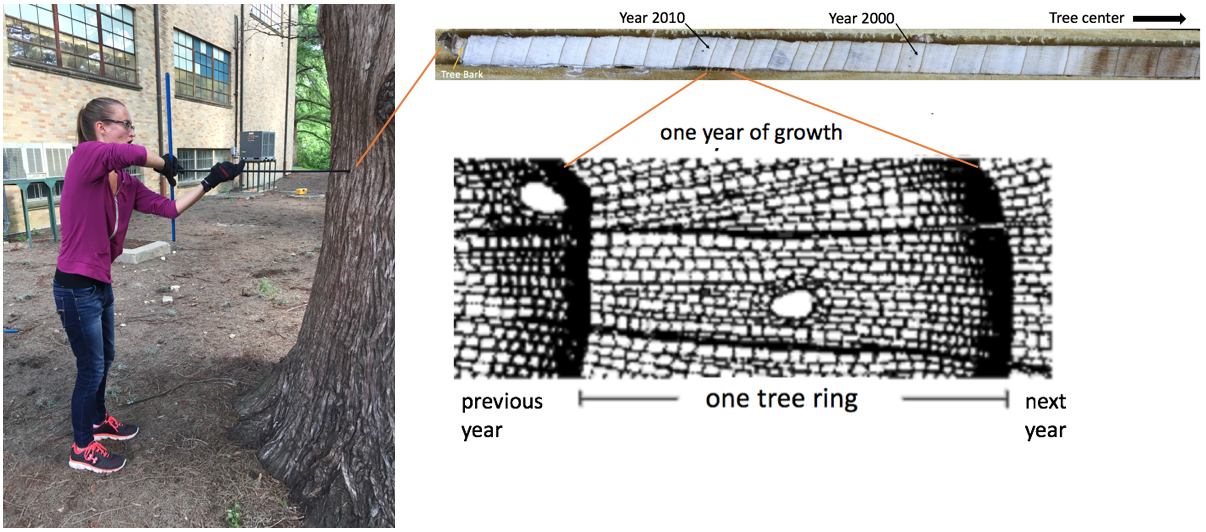 Year 2010
Year 2000
Tree center
Tree Bark
one year of growth
previous
year
one tree ring
next
year